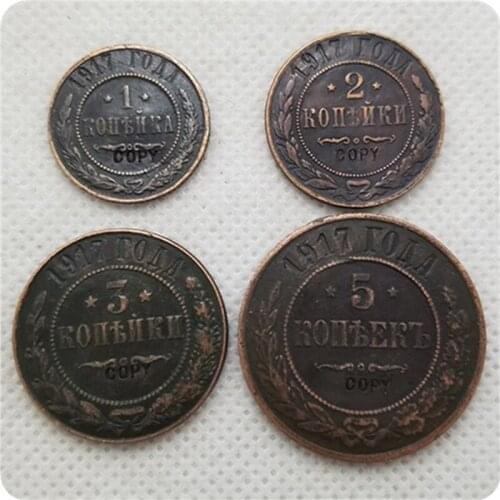 1917 ГОДА
* 1 *
КОПѢЙКА
COPY
1917 ГОДА
* 2 *
КОПѢЙКИ
COPY
1917 ГОДА
* 3 *
КОПѢЙКИ
COPY
1917 ГОДА
* 5 *
КОПѢЕКЪ
COPY